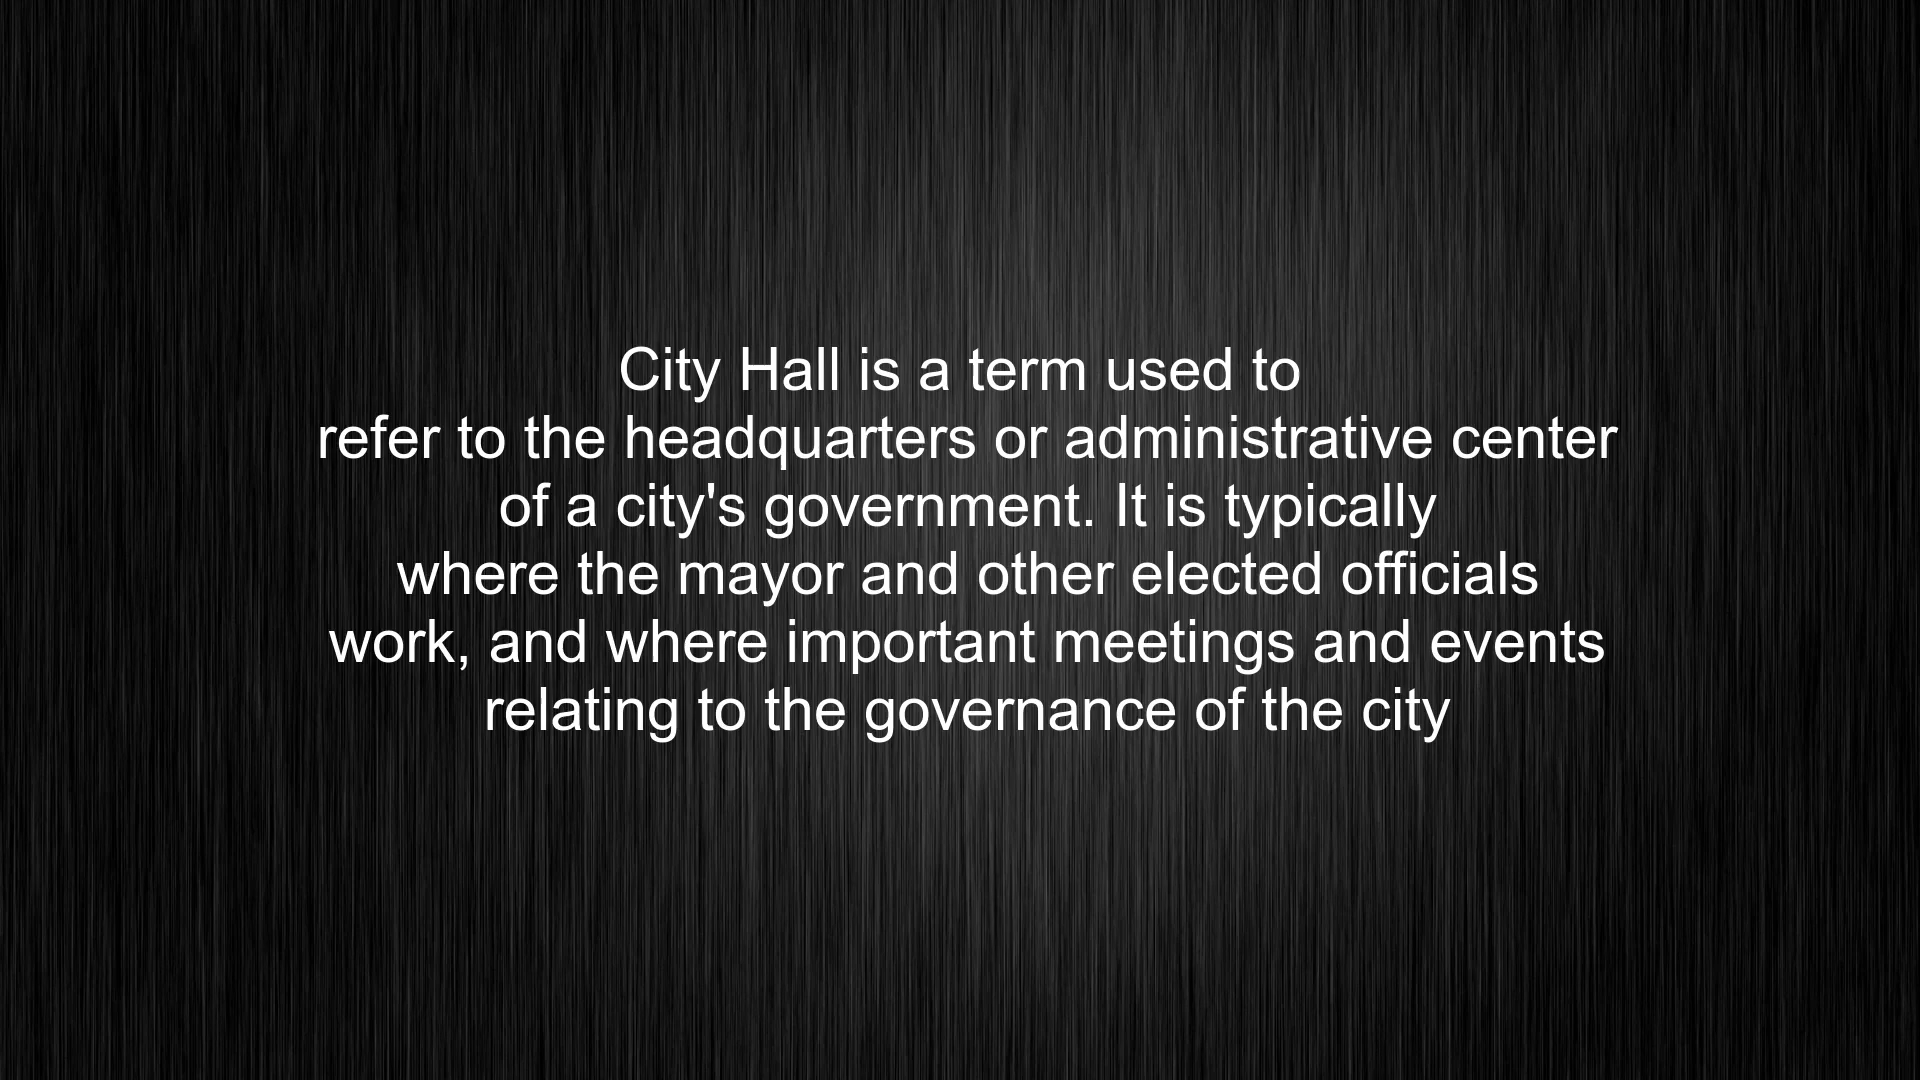 City Hall is a term used to
refer to the headquarters or administrative center
of a city's government. It is typically
where the mayor and other elected officials
work, and where important meetings and events
relating to the governance of the city